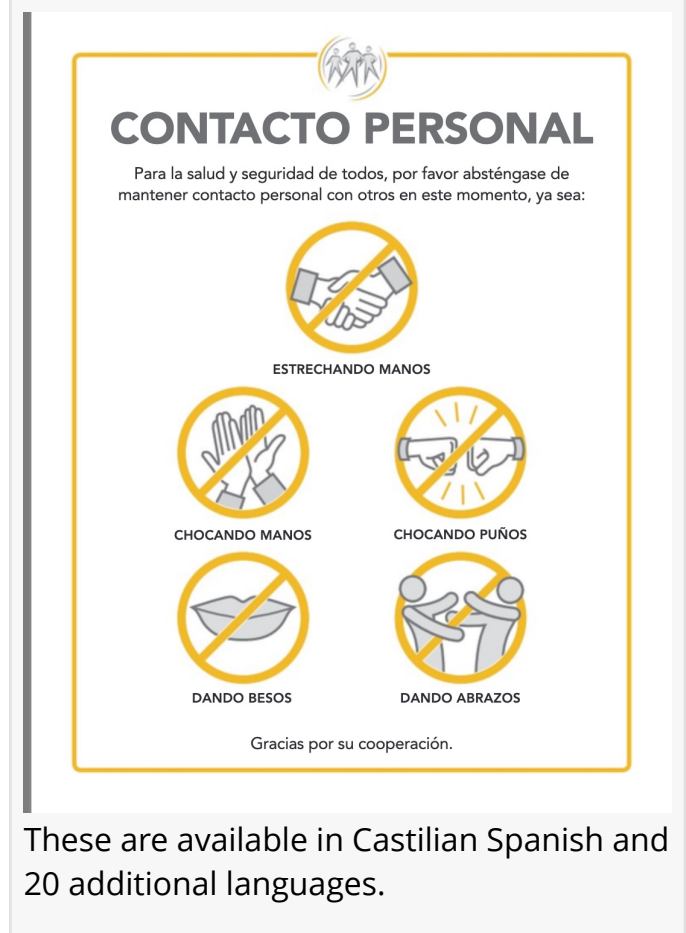 CONTACTO PERSONAL
Para la salud y seguridad de todos, por favor absténgase de
mantener contacto personal con otros en este momento, ya sea:
ESTRECHANDO MANOS
CHOCANDO MANOS
CHOCANDO PUÑOS
DANDO BESOS
DANDO ABRAZOS
Gracias por su cooperación.
These are available in Castilian Spanish and
20 additional languages.